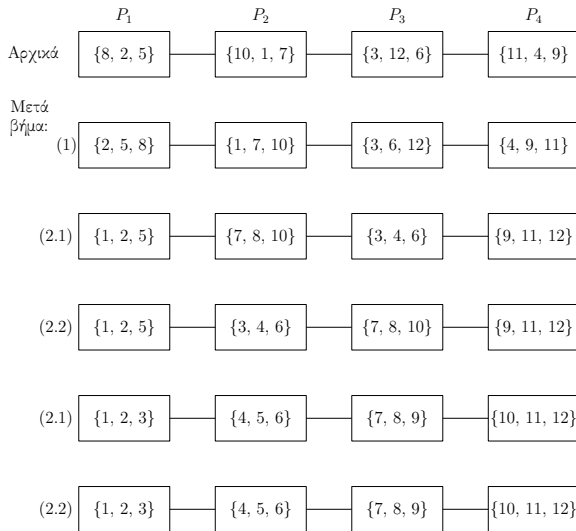 P1 P2 P3 P4
Αρχικά {8, 2, 5} {10, 1, 7} {3, 12, 6} {11, 4, 9}
Μετά
βήμα:
(1) {2, 5, 8} {1, 7, 10} {3, 6, 12} {4, 9, 11}
(2.1) {1, 2, 5} {7, 8, 10} {3, 4, 6} {9, 11, 12}
(2.2) {1, 2, 5} {3, 4, 6} {7, 8, 10} {9, 11, 12}
(2.1) {1, 2, 3} {4, 5, 6} {7, 8, 9} {10, 11, 12}
(2.2) {1, 2, 3} {4, 5, 6} {7, 8, 9} {10, 11, 12}